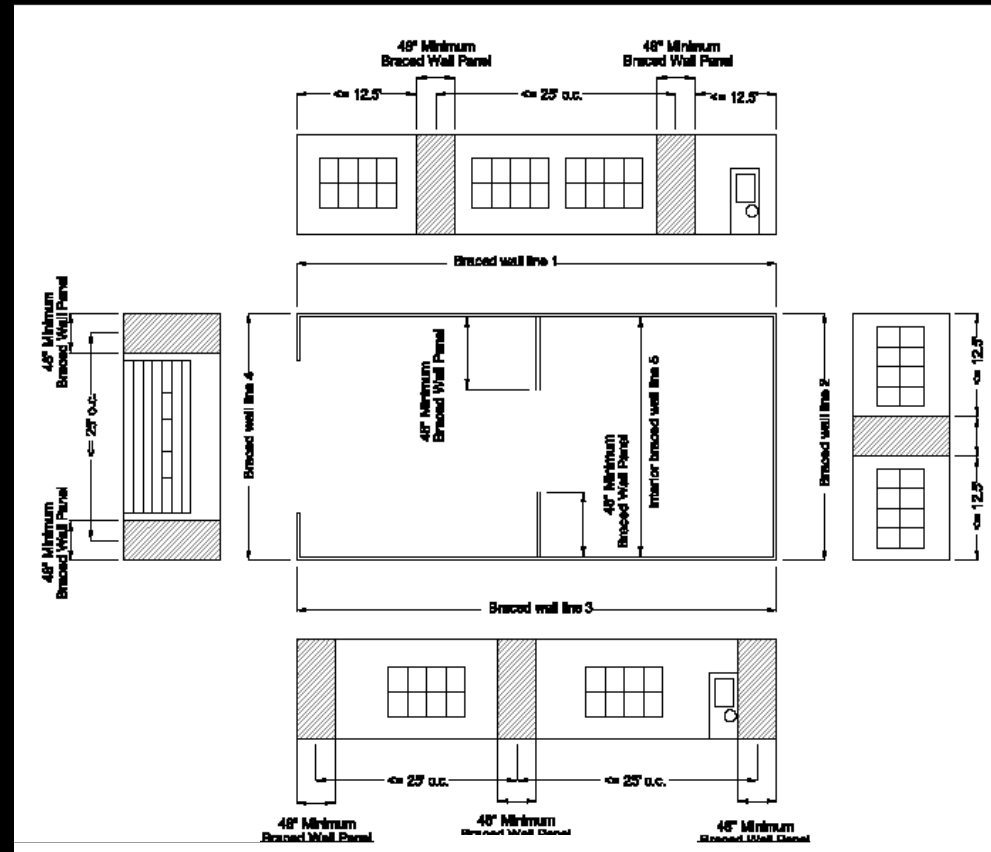 48" Minimum
Braced Wall Panel
48" Minimum
Braced Wall Panel
<= 12.5'
<= 25' o.c.
<= 12.5'
Braced wall line 1
48" Minimum
Braced Wall Panel
<= 25' o.c.
48" Minimum
Braced Wall Panel
Braced wall line 4
48" Minimum
Braced Wall Panel
48" Minimum
Braced Wall Panel
Interior braced wall line 5
Braced wall line 2
<= 12.5'
<= 12.5'
Braced wall line 3
<= 25' o.c.
<= 25' o.c.
48" Minimum
Braced Wall Panel
48" Minimum
Braced Wall Panel
48" Minimum
Braced Wall Panel